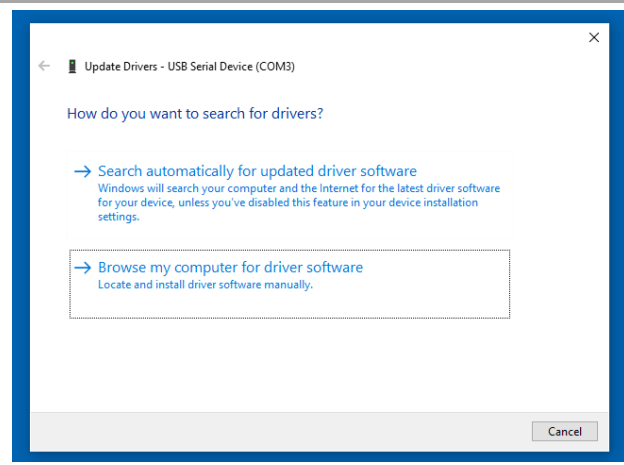 Update Drivers - USB Serial Device (COM3)
How do you want to search for drivers?
Search automatically for updated driver software
Windows will search your computer and the Internet for the latest driver software
for your device, unless you've disabled this feature in your device installation
settings.
Browse my computer for driver software
Locate and install driver software manually.
Cancel